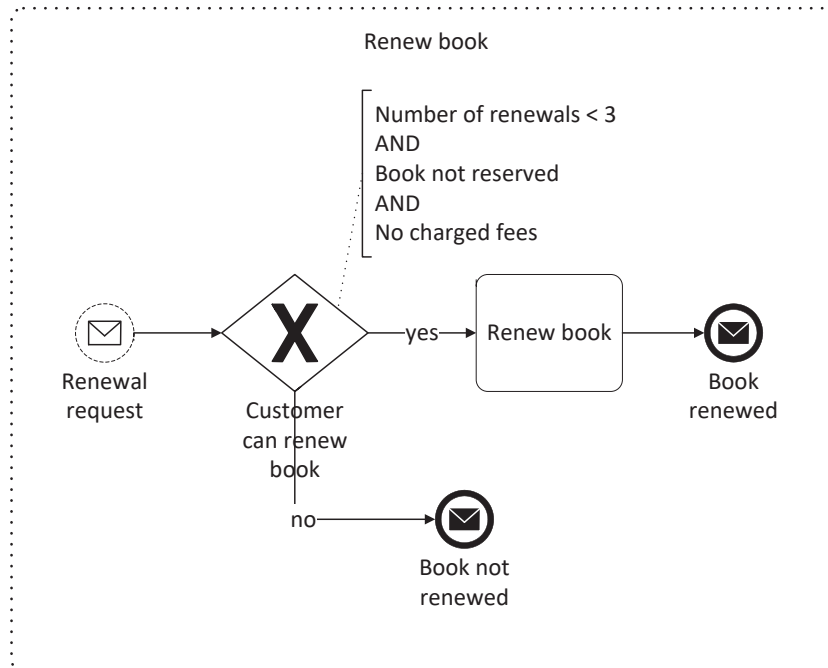 Renew book
Number of renewals < 3
AND
Book not reserved
AND
No charged fees
Renewal
request
X
Customer
can renew
book
yes
Renew book
Book
renewed
no
Book not
renewed